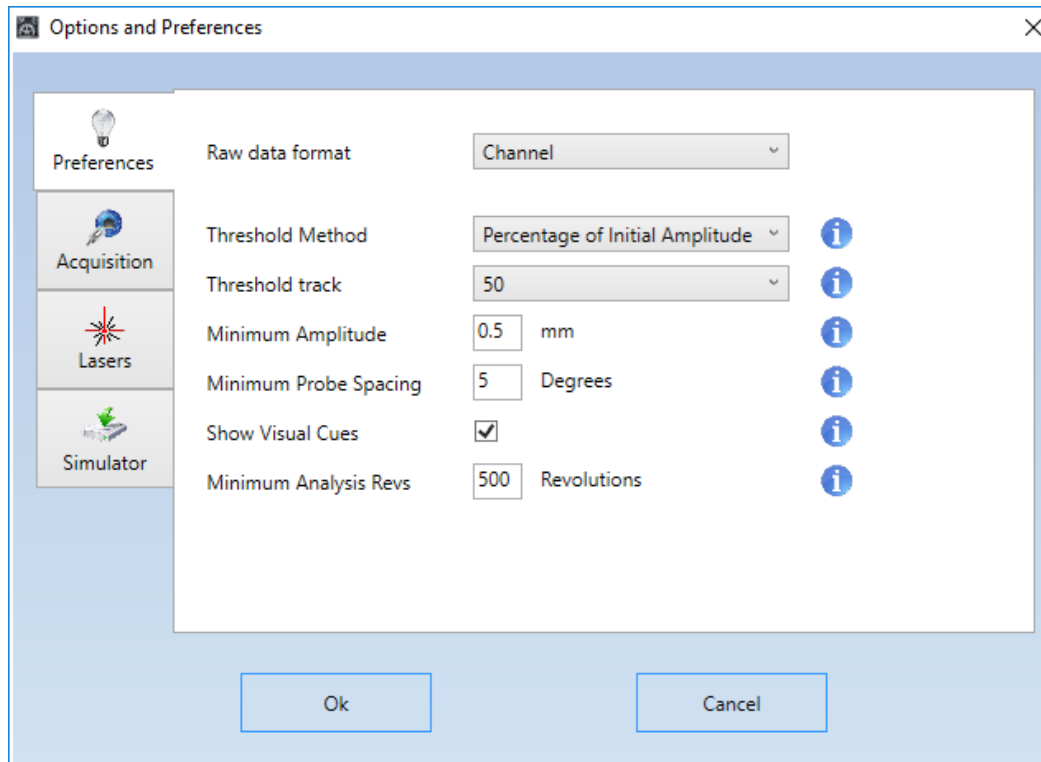 Options and Preferences
Preferences
Acquisition
Lasers
Simulator
Raw data format Channel
Threshold Method Percentage of Initial Amplitude
Threshold track 50
Minimum Amplitude 0.5 mm
Minimum Probe Spacing 5 Degrees
Show Visual Cues
Minimum Analysis Revs 500 Revolutions
Ok Cancel